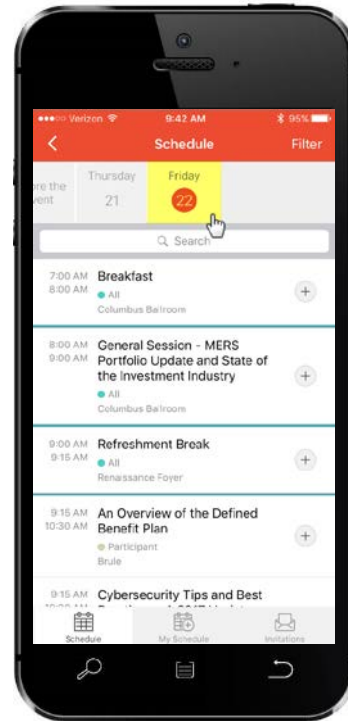 Verizon 9:42 AM 95%
Schedule Filter
Thursday Friday
21 22
Search
7:00 AM Breakfast
8:00 AM All
Columbus Ballroom
8:00 AM General Session - MERS
9:00 AM Portfolio Update and State of
the Investment Industry
All
Columbus Ballroom
9:00 AM Refreshment Break
9:15 AM All
Renaissance Foyer
9:15 AM An Overview of the Defined
10:30 AM Benefit Plan
Participant
Brule
9:15 AM Cybersecurity Tips and Best
Schedule My Schedule Invitations